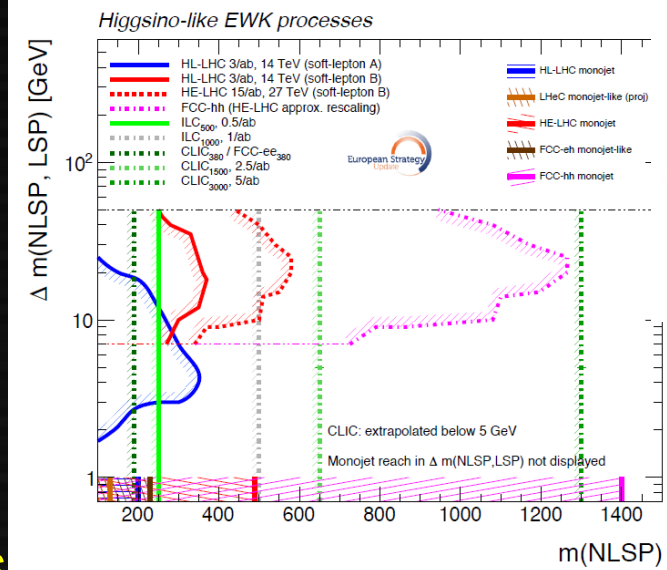 Higgsino-like EWK processes
Δ m(NLSP, LSP) [GeV]
HL-LHC 3/ab, 14 TeV (soft-lepton A)
HL-LHC 3/ab, 14 TeV (soft-lepton B)
HE-LHC 15/ab, 27 TeV (soft-lepton B)
FCC-hh (HE-LHC approx. rescaling)
ILC500, 0.5/ab
ILC1000, 1/ab
CLIC380 / FCC-ee380
CLIC1500, 2.5/ab
CLIC3000, 5/ab
European Strategy
Update
HL-LHC monojet
LHeC monojet-like (proj)
HE-LHC monojet
FCC-eh monojet-like
FCC-hh monojet
10²
10
1
CLIC: extrapolated below 5 GeV
Monojet reach in Δ m(NLSP,LSP) not displayed
200 400 600 800 1000 1200 1400
m(NLSP)